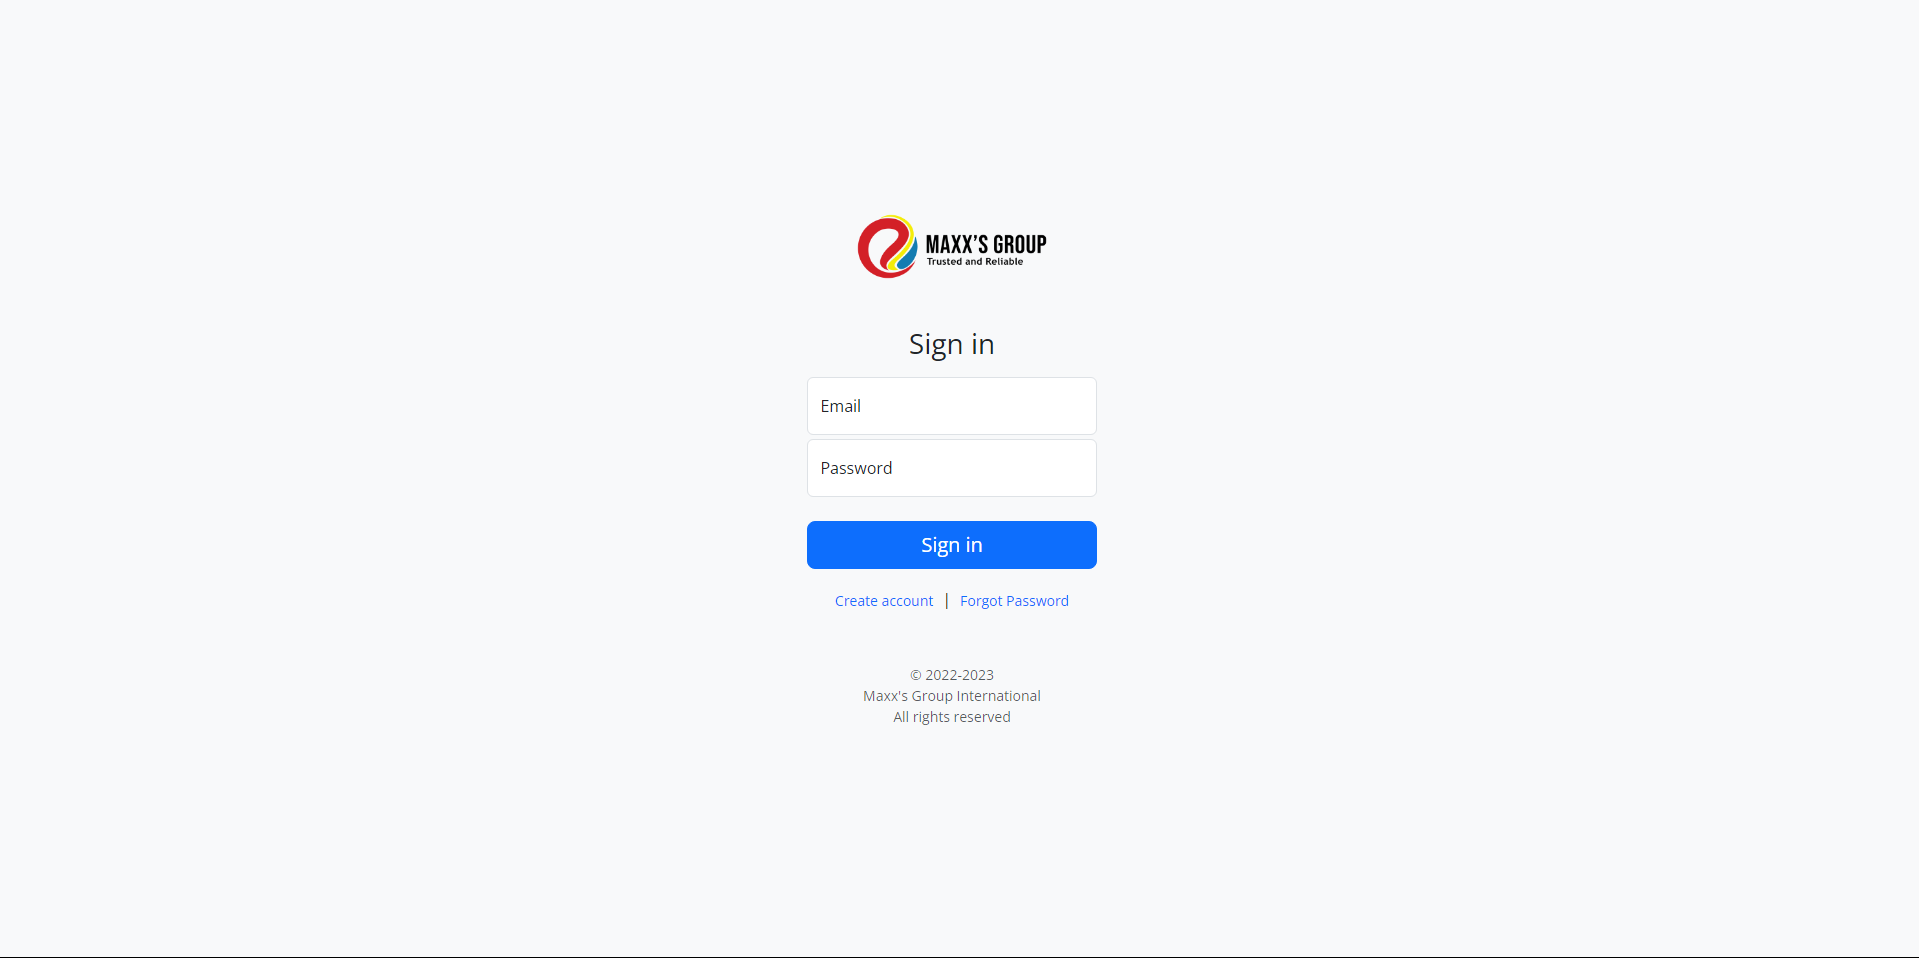 MAXX'S GROUP
Trusted and Reliable
Sign in
Email
Password
Sign in
Create account | Forgot Password
© 2022-2023
Maxx's Group International
All rights reserved